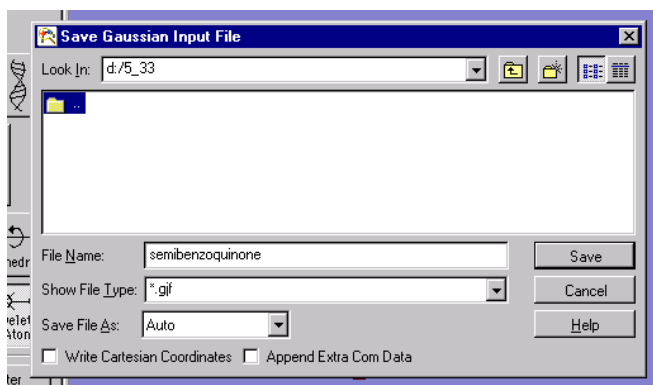 Save Gaussian Input File
Look In: d:/5_33
..
File Name: semibenzoquinone Save
Show File Type: *.gjf Cancel
Save File As: Auto Help
Write Cartesian Coordinates Append Extra Com Data